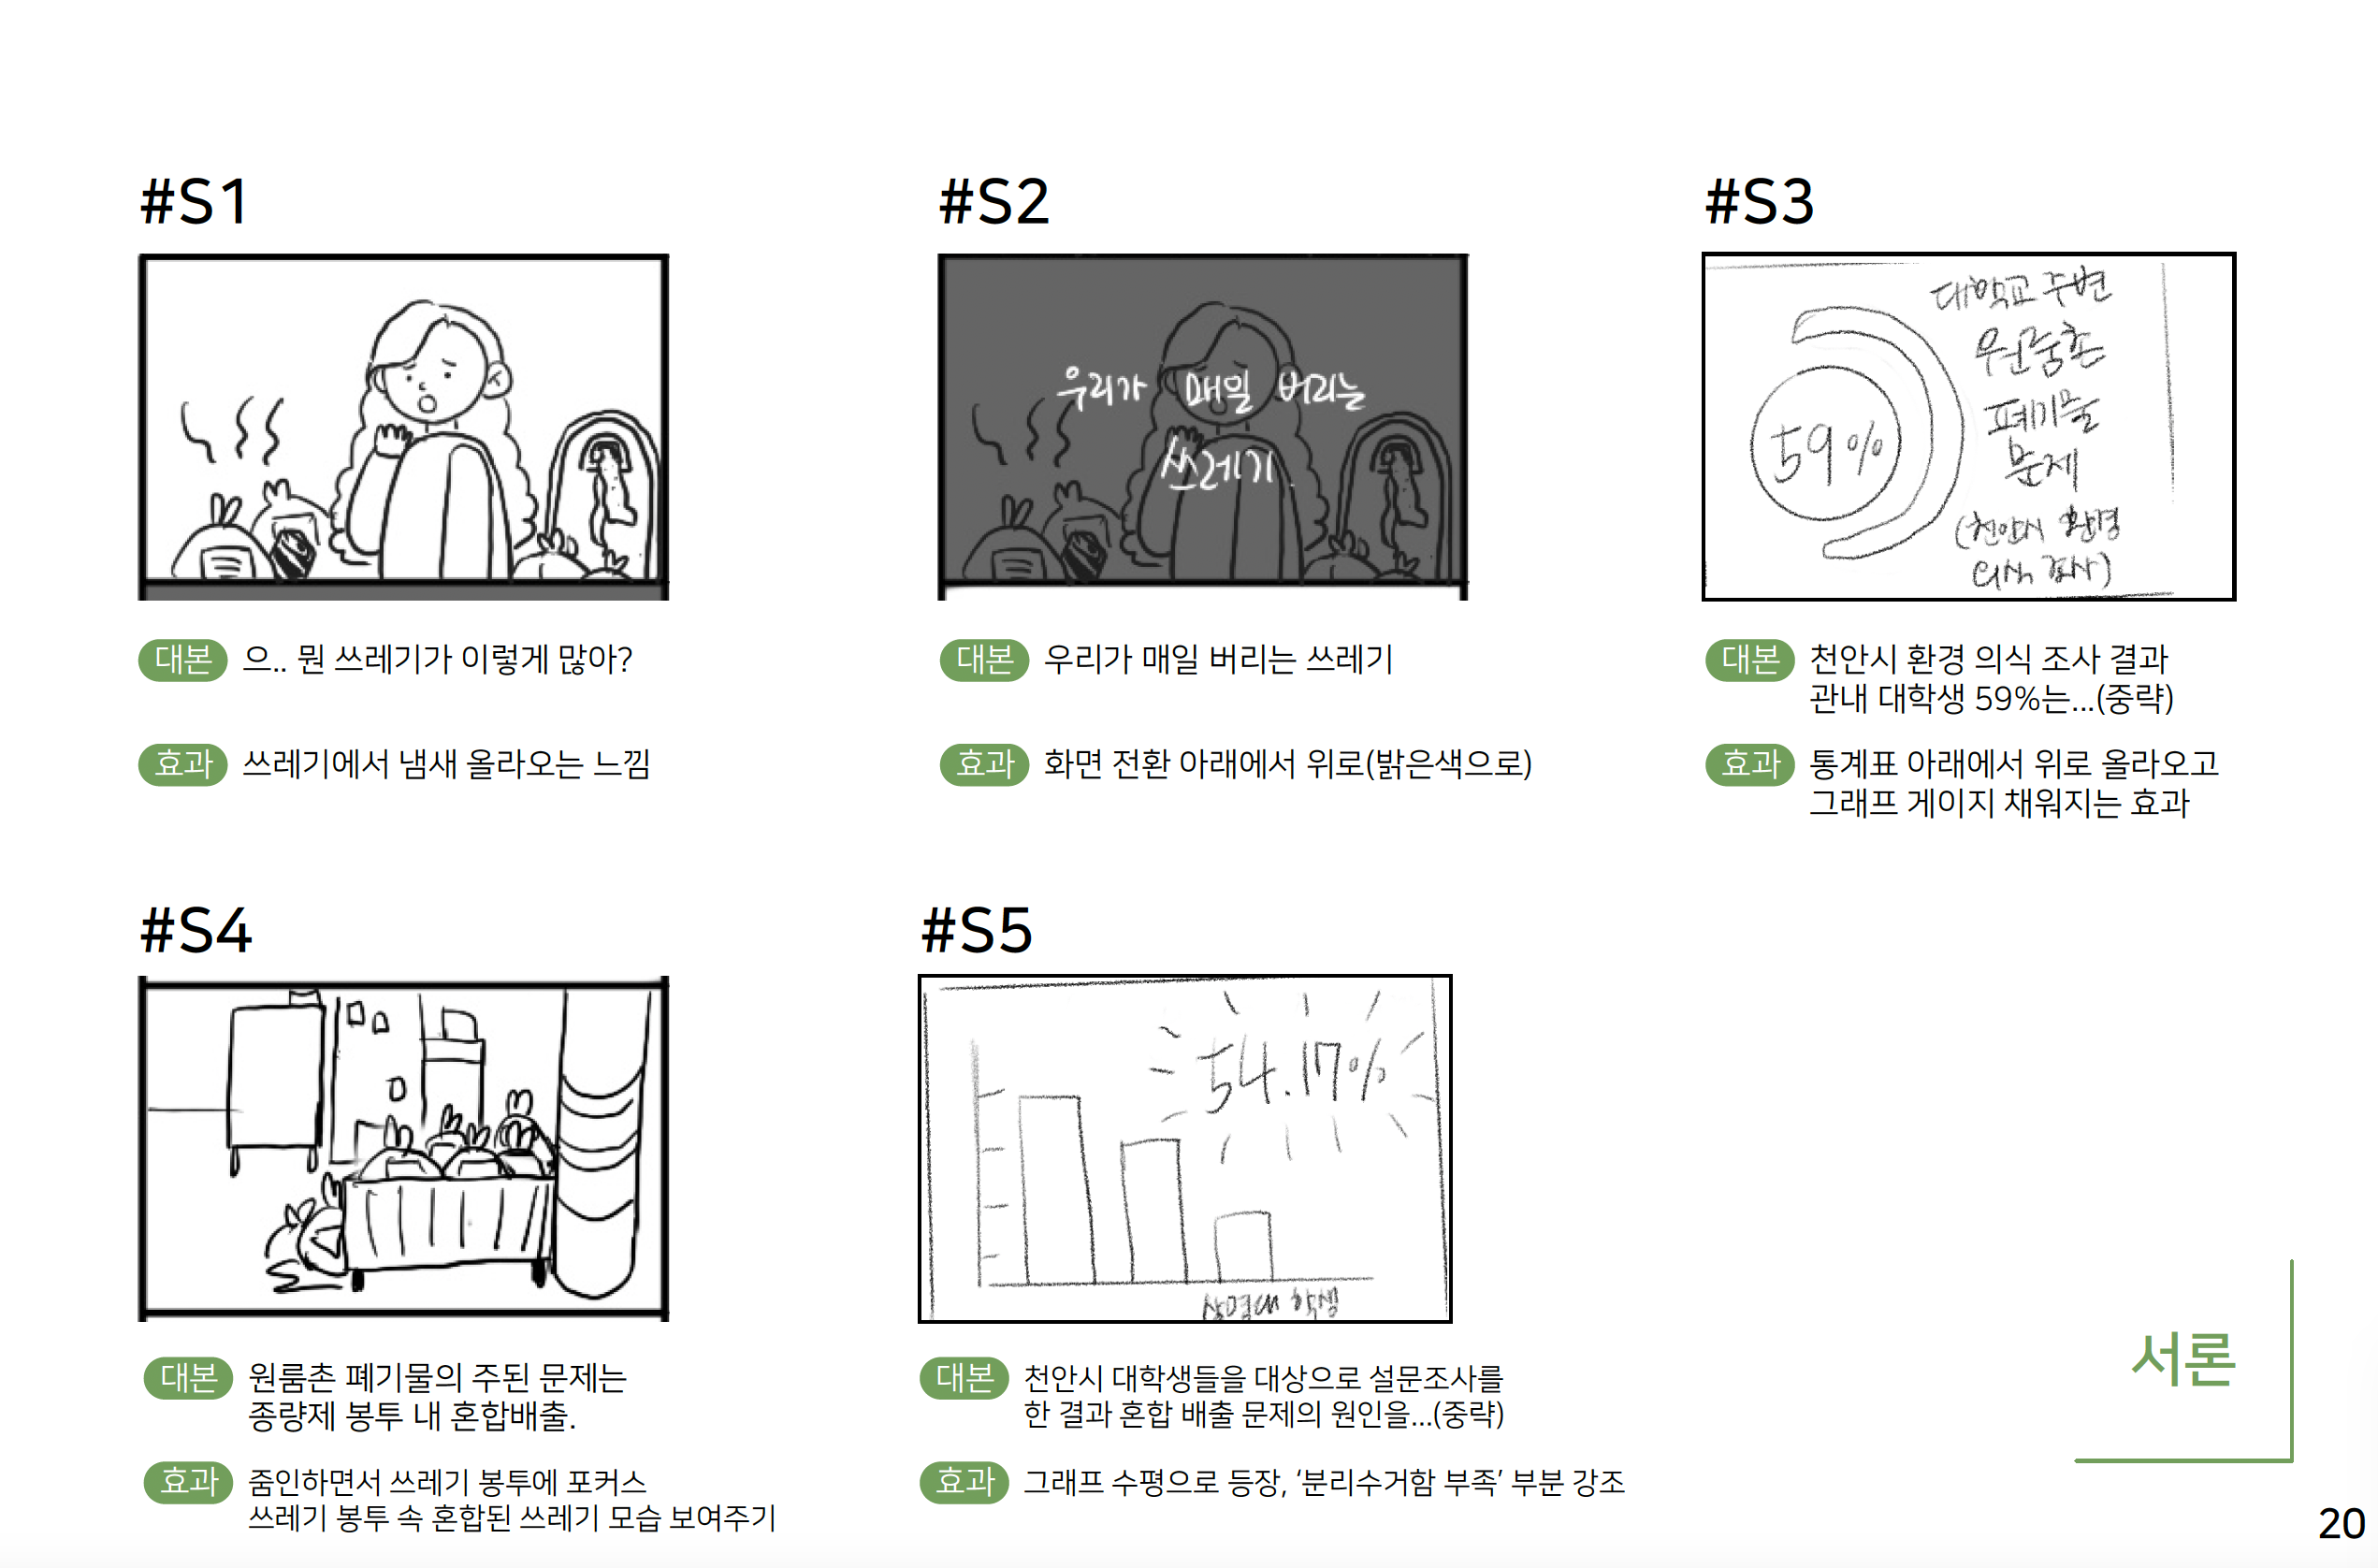 #S1
#S2
#S3
우리가 매일 버리는
쓰레기
59%
대학교 주변
원룸촌
폐기물
문제
(천안시 환경
의식 조사)
대본 으.. 뭔 쓰레기가 이렇게 많아?
효과 쓰레기에서 냄새 올라오는 느낌
대본 우리가 매일 버리는 쓰레기
효과 화면 전환 아래에서 위로(밝은색으로)
대본 천안시 환경 의식 조사 결과
관내 대학생 59%는...(중략)
효과 통계표 아래에서 위로 올라오고
그래프 게이지 채워지는 효과
#S4
#S5
54.17%
상명대 학생
대본 원룸촌 폐기물의 주된 문제는
종량제 봉투 내 혼합배출.
효과 줌인하면서 쓰레기 봉투에 포커스
쓰레기 봉투 속 혼합된 쓰레기 모습 보여주기
대본 천안시 대학생들을 대상으로 설문조사를
한 결과 혼합 배출 문제의 원인을...(중략)
효과 그래프 수평으로 등장, ‘분리수거함 부족’ 부분 강조
서론
20